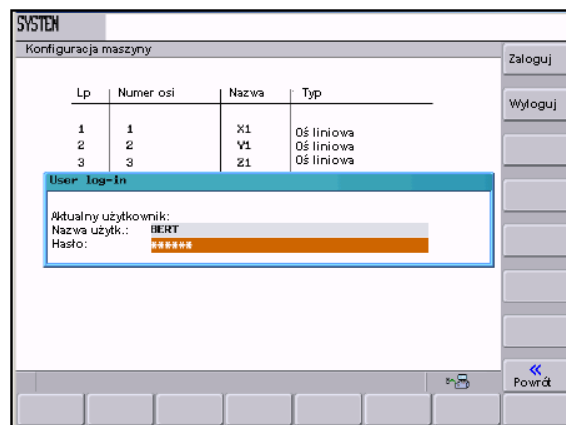 SYSTEM
Konfiguracja maszyny
Zaloguj
Lp Numer osi Nazwa Typ
Wyloguj
1 1 X1 Oś liniowa
2 2 Y1 Oś liniowa
3 3 Z1 Oś liniowa
User log-in
Aktualny użytkownik:
Nazwa użytk.: BERT
Hasło: ******
«
Powrót